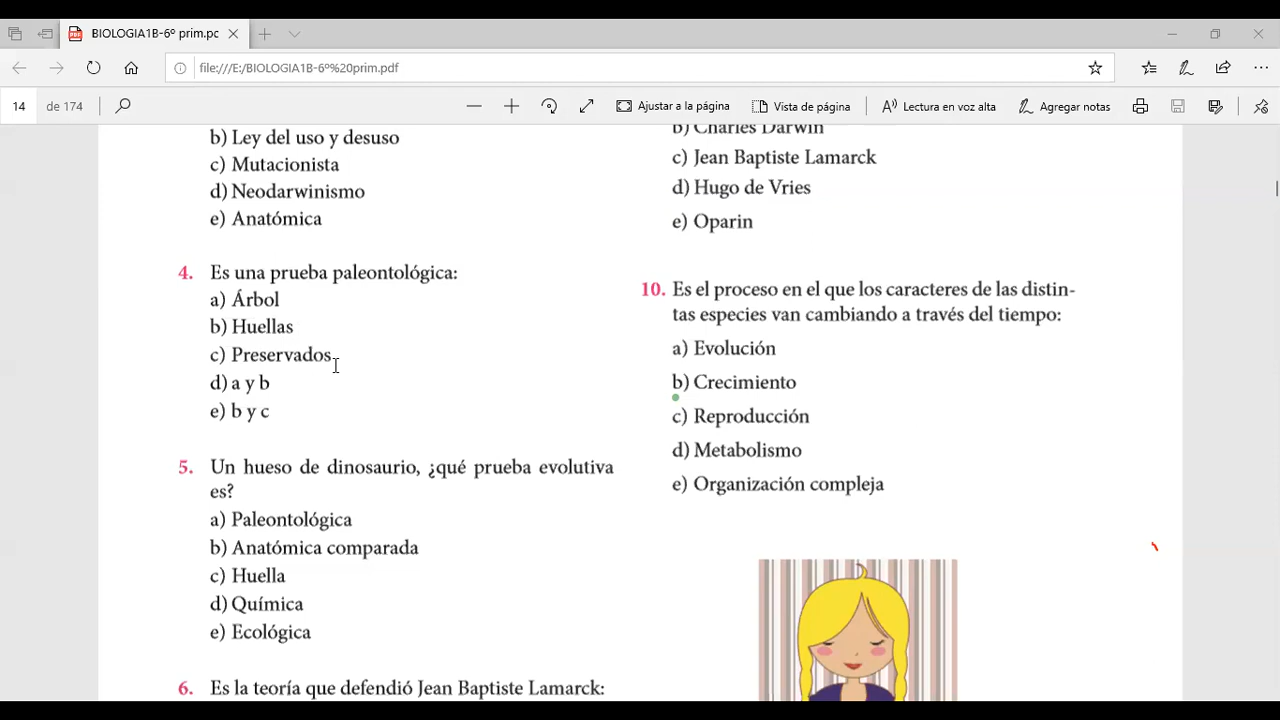 BIOLOGIA1B-6º prim.pc
file:///E:/BIOLOGIA1B-6º%20prim.pdf
14 de 174
Ajustar a la página
Vista de página
Lectura en voz alta
Agregar notas
b) Ley del uso y desuso
c) Mutacionista
d) Neodarwinismo
e) Anatómica
4. Es una prueba paleontológica:
a) Árbol
b) Huellas
c) Preservados
d) a y b
e) b y c
5. Un hueso de dinosaurio, ¿qué prueba evolutiva
es?
a) Paleontológica
b) Anatómica comparada
c) Huella
d) Química
e) Ecológica
6. Es la teoría que defendió Jean Baptiste Lamarck:
b) Charles Darwin
c) Jean Baptiste Lamarck
d) Hugo de Vries
e) Oparin
10. Es el proceso en el que los caracteres de las distin-
tas especies van cambiando a través del tiempo:
a) Evolución
b) Crecimiento
c) Reproducción
d) Metabolismo
e) Organización compleja